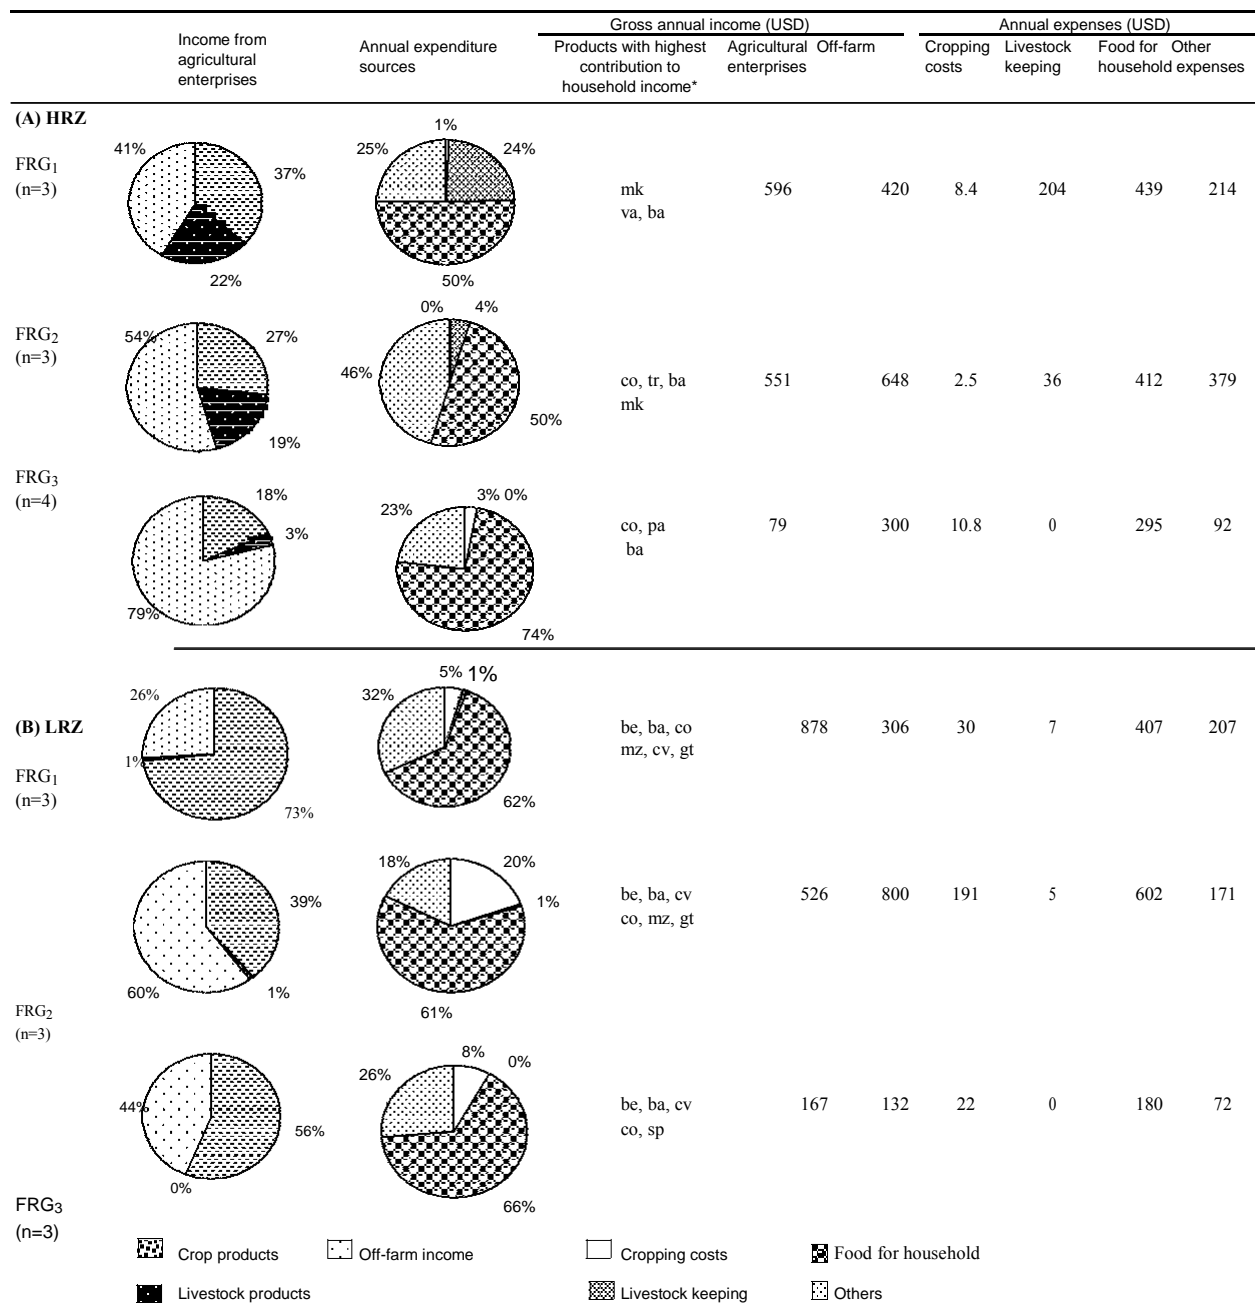 Gross annual income (USD) Annual expenses (USD)
Income from agricultural enterprises
Annual expenditure sources
Products with highest contribution to household income*
Agricultural enterprises
Off-farm
Cropping costs
Livestock keeping
Food for household
Other expenses
(A) HRZ
FRG1
(n=3)
41%
37%
22%
1%
25%
24%
50%
mk
va, ba
596 420 8.4 204 439 214
FRG2
(n=3)
54%
27%
19%
0% 4%
46%
50%
co, tr, ba
mk
551 648 2.5 36 412 379
FRG3
(n=4)
18%
3%
79%
3% 0%
23%
74%
co, pa
ba
79 300 10.8 0 295 92
(B) LRZ
FRG1
(n=3)
26%
1%
73%
5% 1%
32%
62%
be, ba, co
mz, cv, gt
878 306 30 7 407 207
39%
60%
1%
18%
20%
1%
61%
be, ba, cv
co, mz, gt
526 800 191 5 602 171
FRG2
(n=3)
44%
56%
0%
8%
0%
26%
66%
be, ba, cv
co, sp
167 132 22 0 180 72
FRG3
(n=3)
Crop products Off-farm income Cropping costs Food for household
Livestock products Livestock keeping Others